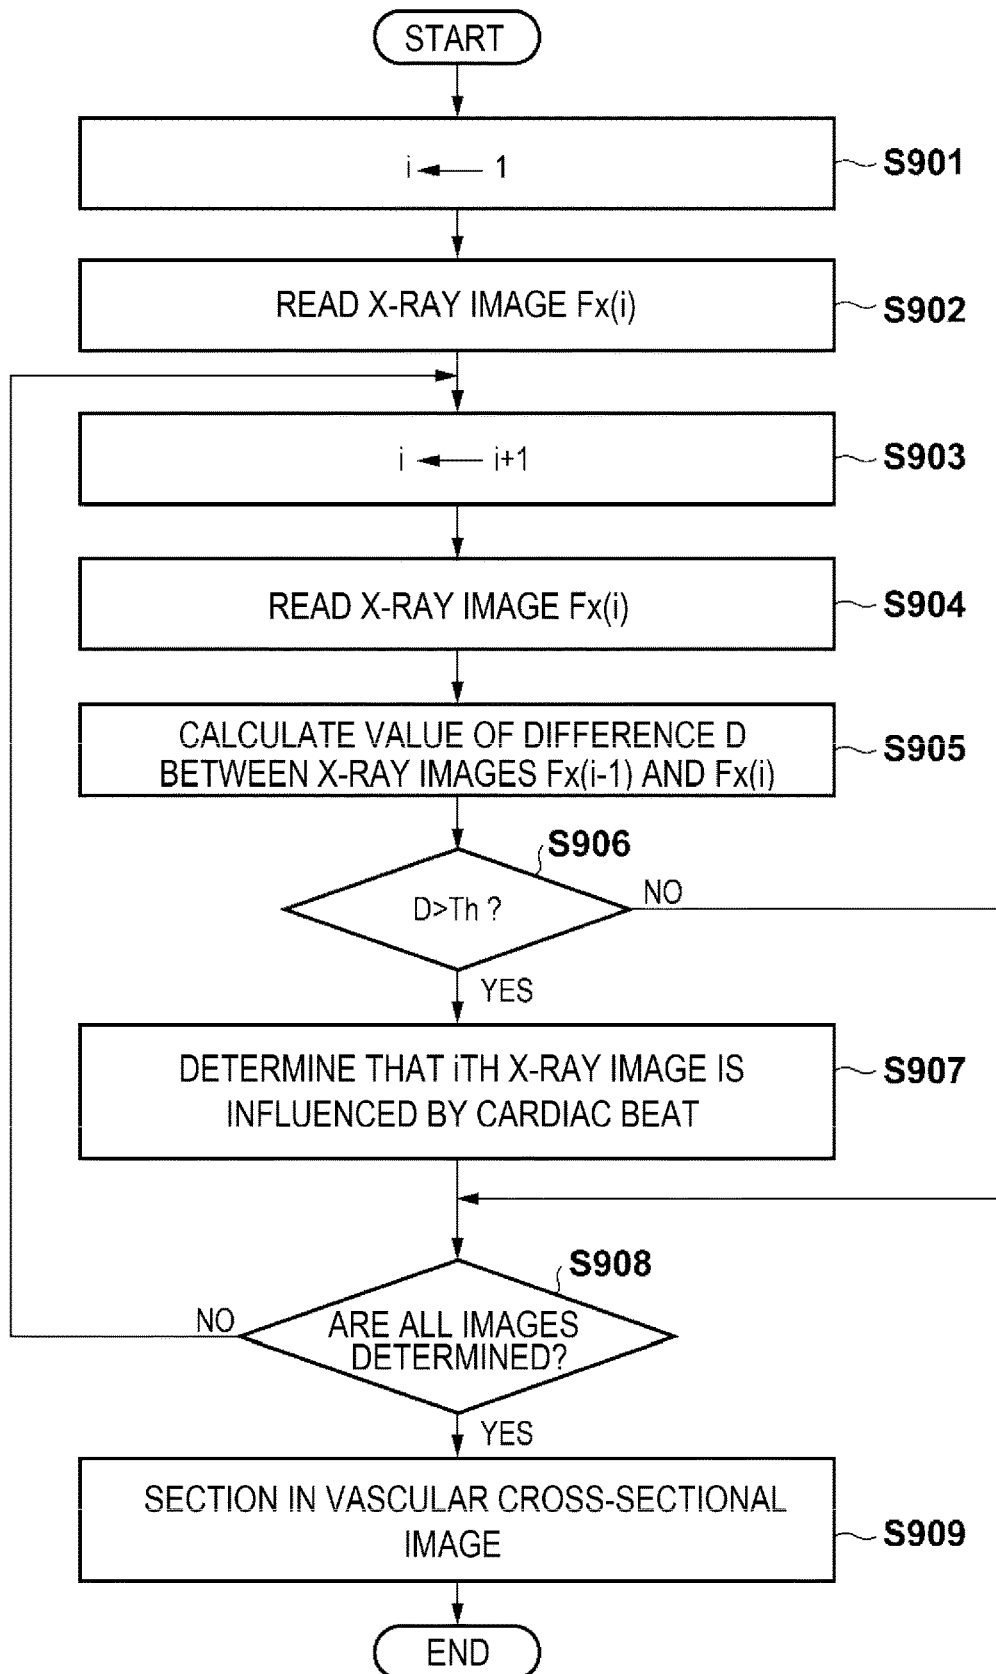 START
i ← 1
S901
READ X-RAY IMAGE Fx(i)
S902
i ← i+1
S903
READ X-RAY IMAGE Fx(i)
S904
CALCULATE VALUE OF DIFFERENCE D
BETWEEN X-RAY IMAGES Fx(i-1) AND Fx(i)
S905
S906
D>Th ?
NO
YES
DETERMINE THAT iTH X-RAY IMAGE IS
INFLUENCED BY CARDIAC BEAT
S907
S908
ARE ALL IMAGES
DETERMINED?
NO
YES
SECTION IN VASCULAR CROSS-SECTIONAL
IMAGE
S909
END